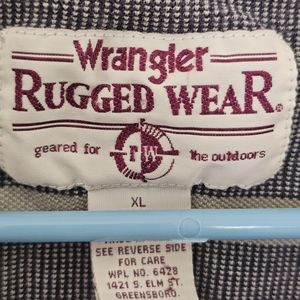 Wrangler
RUGGED WEAR®
geared for
RW
the outdoors
XL
SEE REVERSE SIDE
FOR CARE
WPL NO. 6428
1421 S. ELM ST.
GREENSBORO,